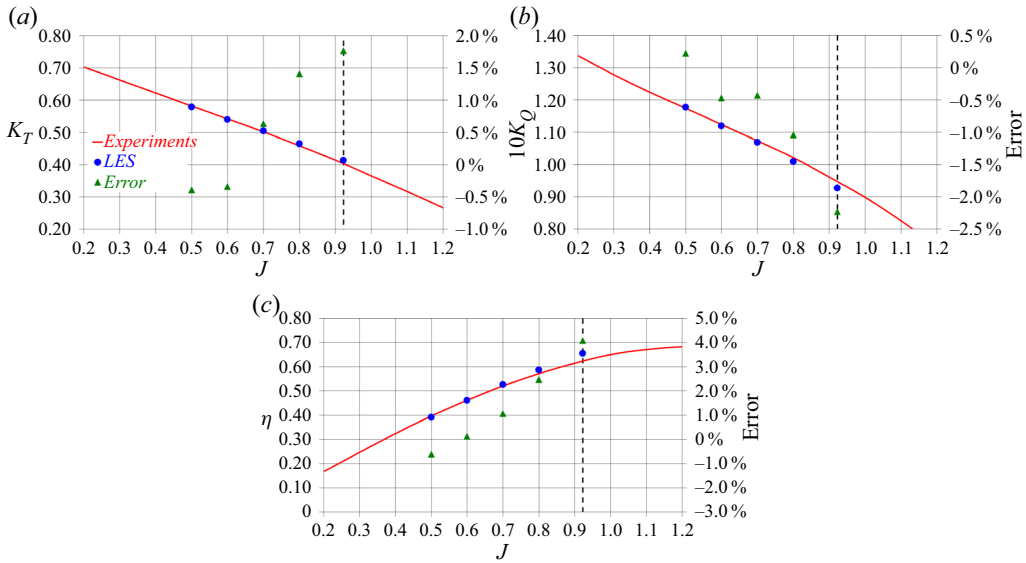 (a)
K_T
0.80
0.70
0.60
0.50
0.40
0.30
0.20
Experiments
LES
Error
2.0 %
1.5 %
1.0 %
0.5 %
0 %
–0.5 %
–1.0 %
0.2 0.3 0.4 0.5 0.6 0.7 0.8 0.9 1.0 1.1 1.2
J
(b)
10K_Q
1.40
1.30
1.20
1.10
1.00
0.90
0.80
0.5 %
0 %
–0.5 %
–1.0 %
–1.5 %
–2.0 %
–2.5 %
Error
0.2 0.3 0.4 0.5 0.6 0.7 0.8 0.9 1.0 1.1 1.2
J
(c)
η
0.80
0.70
0.60
0.50
0.40
0.30
0.20
0.10
0
5.0 %
4.0 %
3.0 %
2.0 %
1.0 %
0 %
–1.0 %
–2.0 %
–3.0 %
Error
0.2 0.3 0.4 0.5 0.6 0.7 0.8 0.9 1.0 1.1 1.2
J